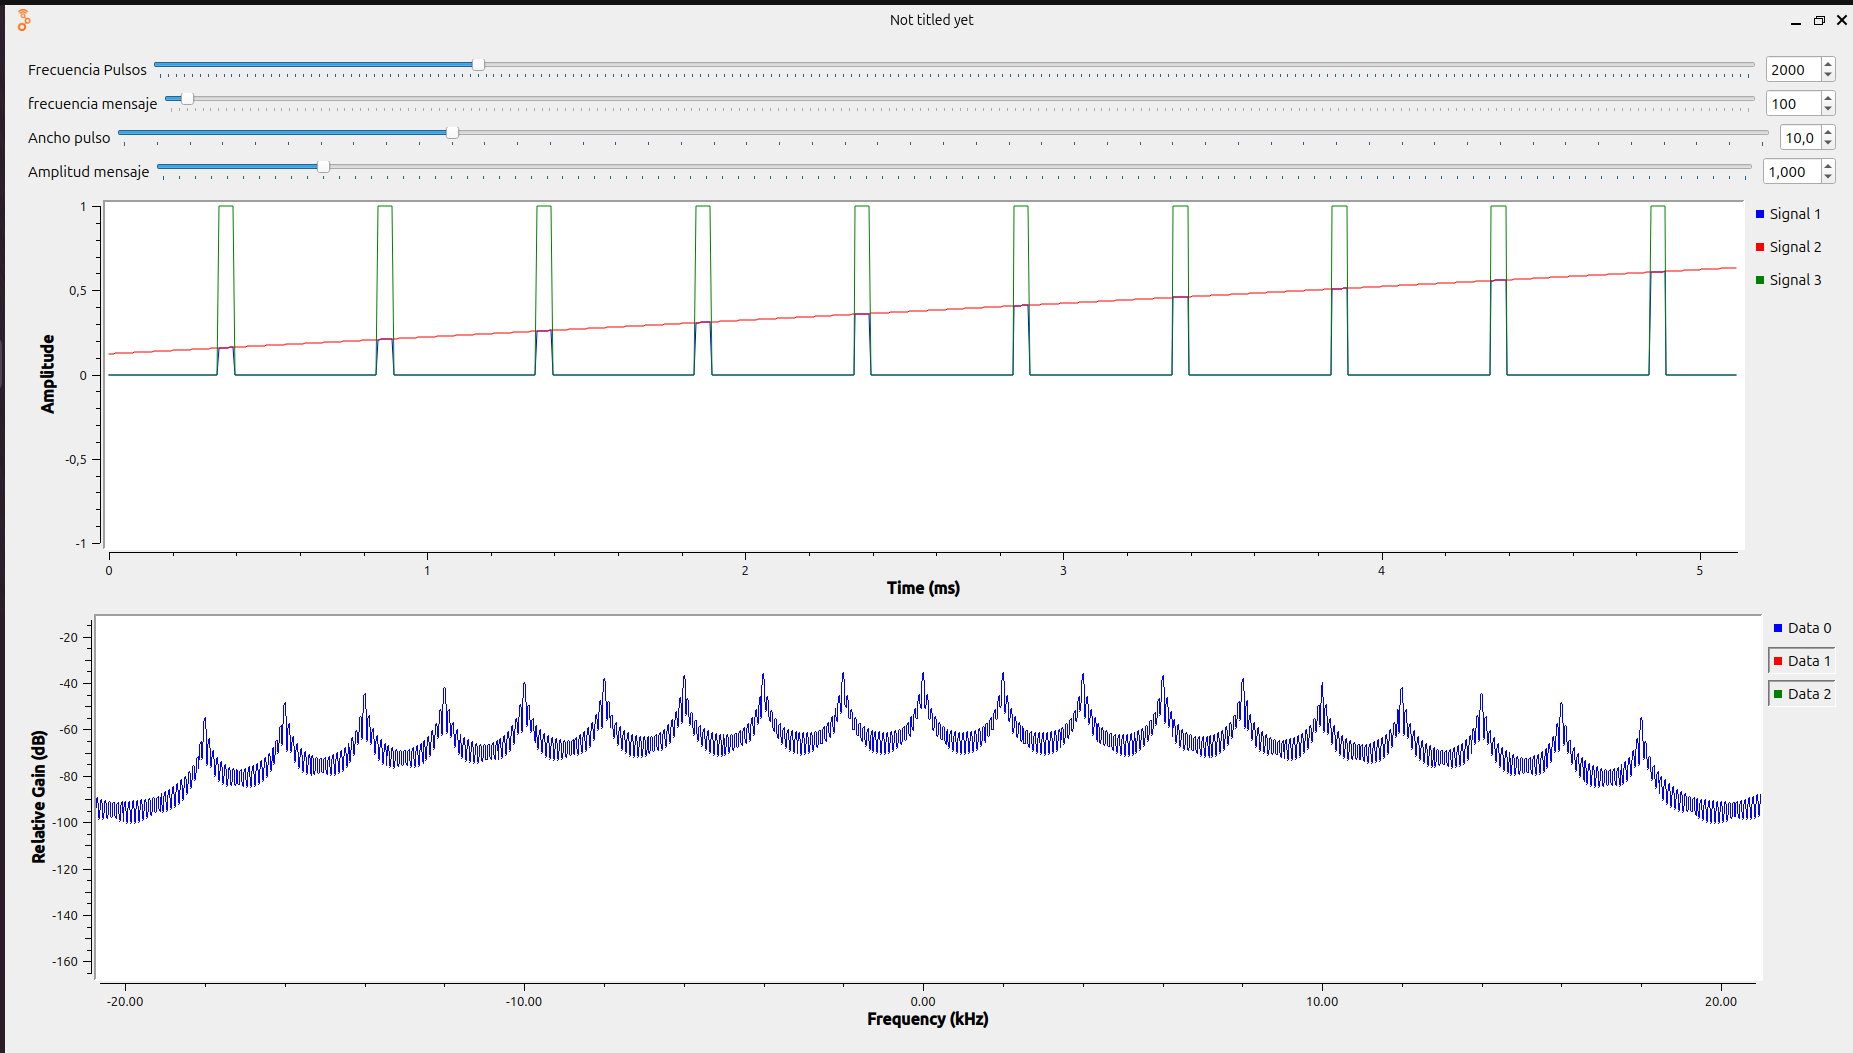 Not titled yet
Frecuencia Pulsos 2000
frecuencia mensaje 100
Ancho pulso 10,0
Amplitud mensaje 1,000
1
0,5
0
-0,5
-1
Amplitude
0 1 2 3 4 5
Time (ms)
Signal 1
Signal 2
Signal 3
-20
-40
-60
-80
-100
-120
-140
-160
Relative Gain (dB)
-20.00 -10.00 0.00 10.00 20.00
Frequency (kHz)
Data 0
Data 1
Data 2